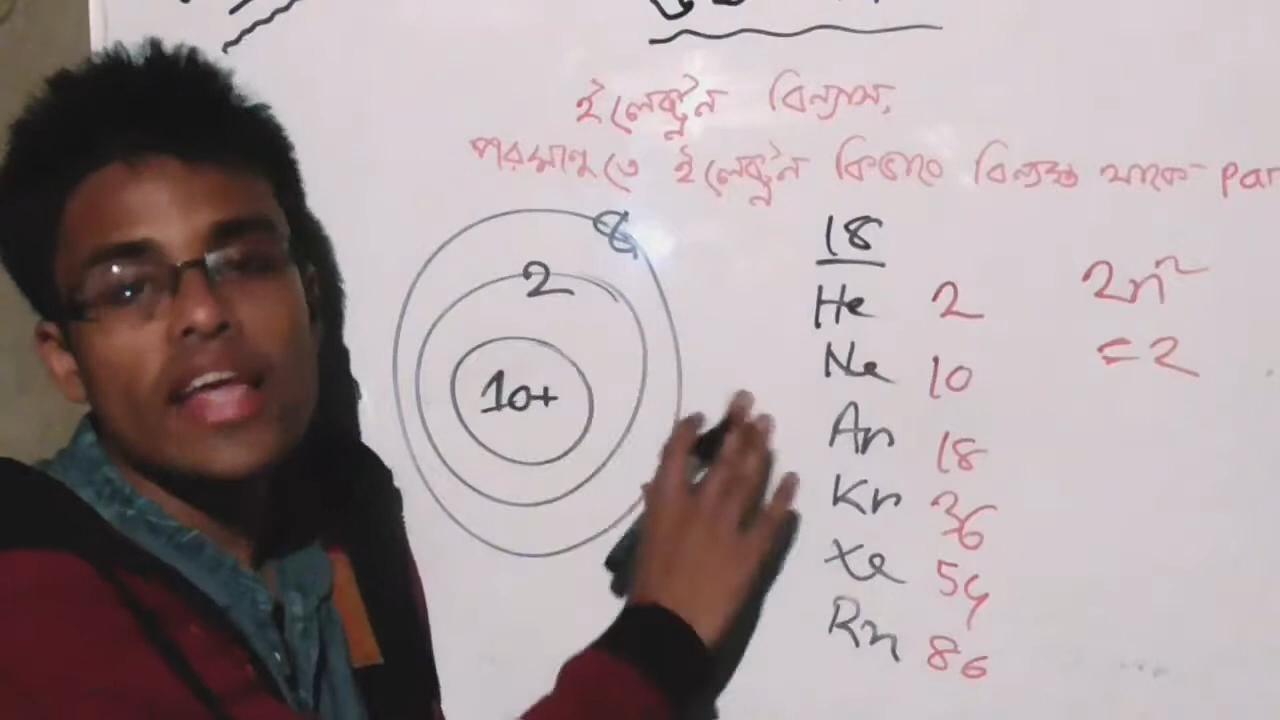 ইলেকট্রন বিন্যাস,
পরমানুতে ইলেকট্রন কিভাবে বিন্যস্ত থাকে- par
18
He 2
Ne 10
Ar 18
Kr 36
Xe 54
Rn 86
2n²
=2
2
10+